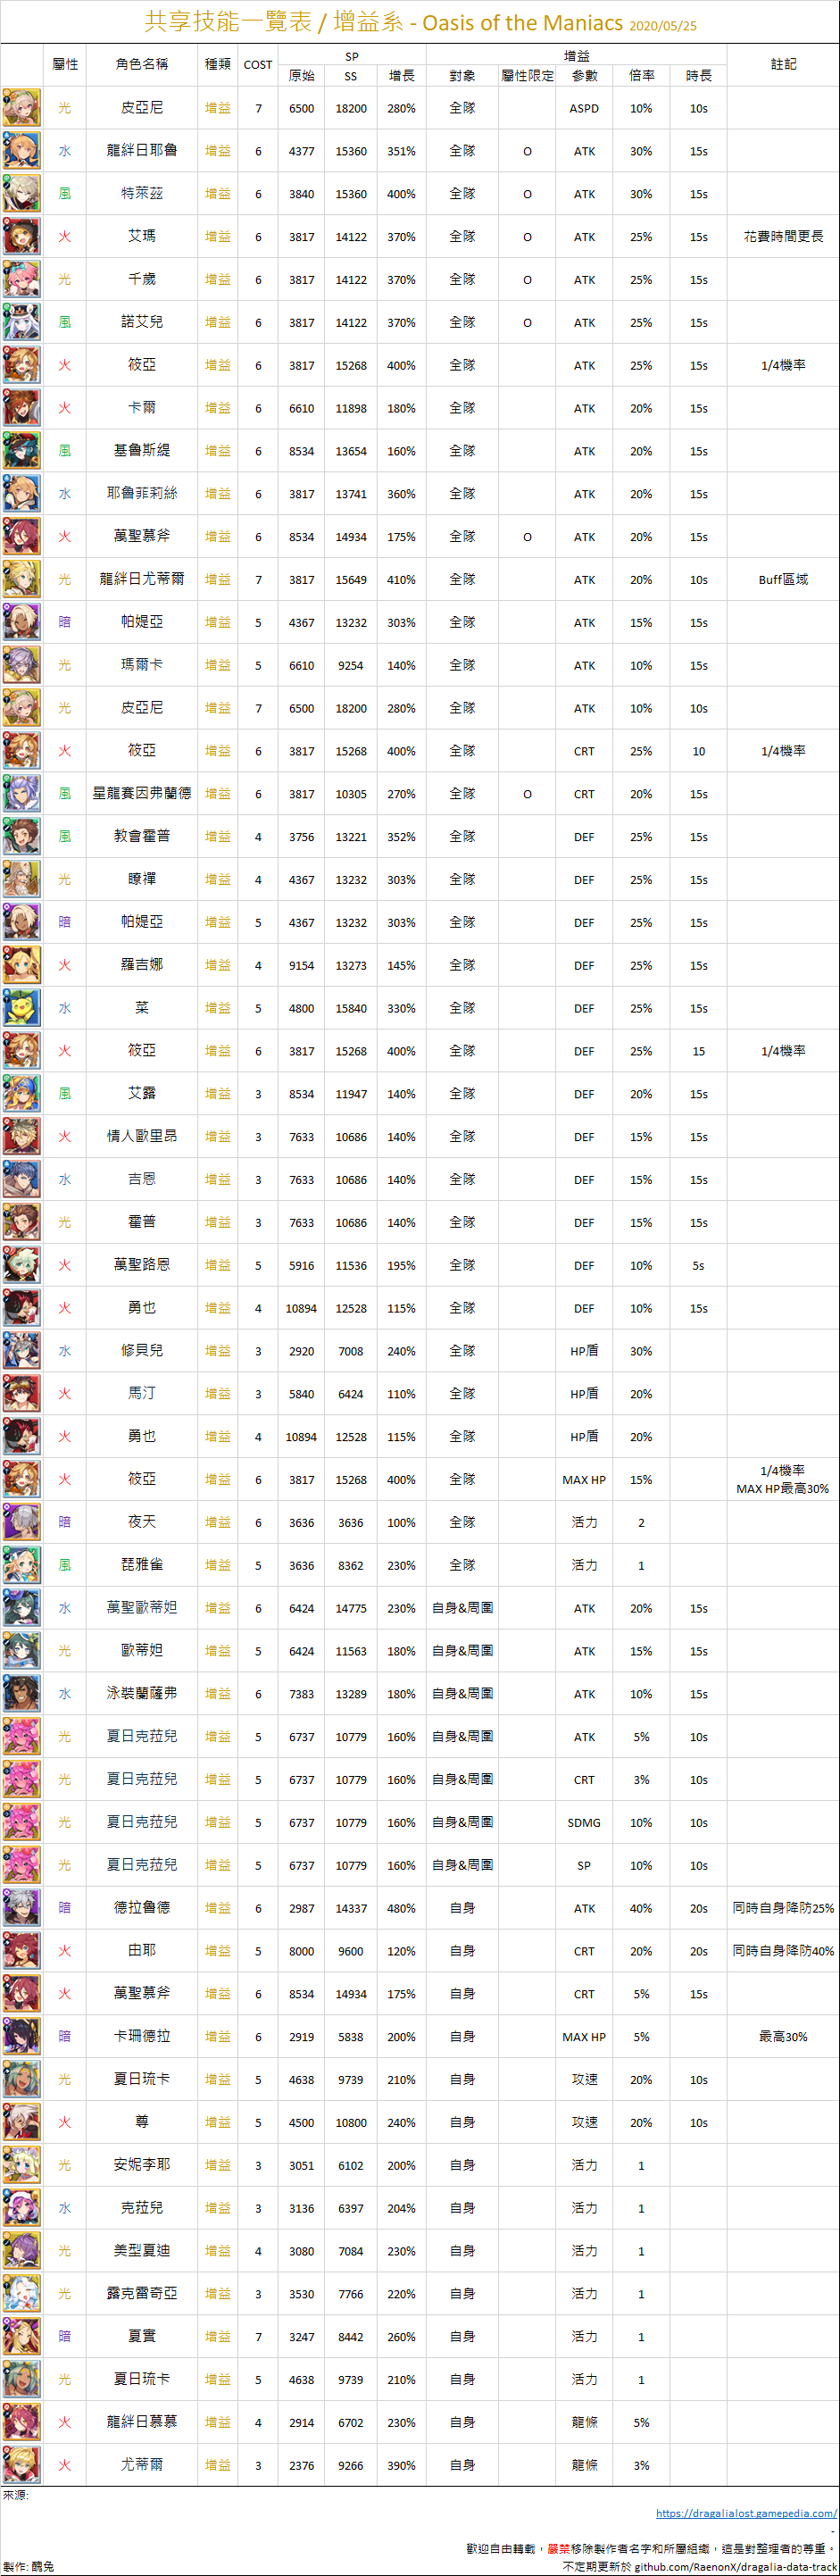 共享技能一覽表 / 增益系 - Oasis of the Maniacs 2020/05/25
屬性 角色名稱 種類 COST SP 增益 註記
原始 SS 增長 對象 屬性限定 參數 倍率 時長
光 皮亞尼 增益 7 6500 18200 280% 全隊 ASPD 10% 10s
水 龍絆日耶魯 增益 6 4377 15360 351% 全隊 O ATK 30% 15s
風 特萊茲 增益 6 3840 15360 400% 全隊 O ATK 30% 15s
火 艾瑪 增益 6 3817 14122 370% 全隊 O ATK 25% 15s 花費時間更長
光 千歲 增益 6 3817 14122 370% 全隊 O ATK 25% 15s
風 諾艾兒 增益 6 3817 14122 370% 全隊 O ATK 25% 15s
火 筱亞 增益 6 3817 15268 400% 全隊 ATK 25% 15s 1/4機率
火 卡爾 增益 6 6610 11898 180% 全隊 ATK 20% 15s
風 基魯斯緹 增益 6 8534 13654 160% 全隊 ATK 20% 15s
水 耶魯菲莉絲 增益 6 3817 13741 360% 全隊 ATK 20% 15s
火 萬聖慕斧 增益 6 8534 14934 175% 全隊 O ATK 20% 15s
光 龍絆日尤蒂爾 增益 7 3817 15649 410% 全隊 ATK 20% 10s Buff區域
暗 帕媞亞 增益 5 4367 13232 303% 全隊 ATK 15% 15s
光 瑪爾卡 增益 5 6610 9254 140% 全隊 ATK 10% 15s
光 皮亞尼 增益 7 6500 18200 280% 全隊 ATK 10% 10s
火 筱亞 增益 6 3817 15268 400% 全隊 CRT 25% 10 1/4機率
風 星龍賽因弗蘭德 增益 6 3817 10305 270% 全隊 O CRT 20% 15s
風 教會霍普 增益 4 3756 13221 352% 全隊 DEF 25% 15s
光 瞭禪 增益 4 4367 13232 303% 全隊 DEF 25% 15s
暗 帕媞亞 增益 5 4367 13232 303% 全隊 DEF 25% 15s
火 羅吉娜 增益 4 9154 13273 145% 全隊 DEF 25% 15s
水 菜 增益 5 4800 15840 330% 全隊 DEF 25% 15s
火 筱亞 增益 6 3817 15268 400% 全隊 DEF 25% 15 1/4機率
風 艾露 增益 3 8534 11947 140% 全隊 DEF 20% 15s
火 情人歐里昂 增益 3 7633 10686 140% 全隊 DEF 15% 15s
水 吉恩 增益 3 7633 10686 140% 全隊 DEF 15% 15s
光 霍普 增益 3 7633 10686 140% 全隊 DEF 15% 15s
火 萬聖路恩 增益 5 5916 11536 195% 全隊 DEF 10% 5s
火 勇也 增益 4 10894 12528 115% 全隊 DEF 10% 15s
水 修貝兒 增益 3 2920 7008 240% 全隊 HP盾 30%
火 馬汀 增益 3 5840 6424 110% 全隊 HP盾 20%
火 勇也 增益 4 10894 12528 115% 全隊 HP盾 20%
火 筱亞 增益 6 3817 15268 400% 全隊 MAX HP 15% 1/4機率
MAX HP最高30%
暗 夜天 增益 6 3636 3636 100% 全隊 活力 2
風 琵雅雀 增益 5 3636 8362 230% 全隊 活力 1
水 萬聖歐蒂妲 增益 6 6424 14775 230% 自身&周圍 ATK 20% 15s
光 歐蒂妲 增益 5 6424 11563 180% 自身&周圍 ATK 15% 15s
水 泳裝蘭薩弗 增益 6 7383 13289 180% 自身&周圍 ATK 10% 15s
光 夏日克菈兒 增益 5 6737 10779 160% 自身&周圍 ATK 5% 10s
光 夏日克菈兒 增益 5 6737 10779 160% 自身&周圍 CRT 3% 10s
光 夏日克菈兒 增益 5 6737 10779 160% 自身&周圍 SDMG 10% 10s
光 夏日克菈兒 增益 5 6737 10779 160% 自身&周圍 SP 10% 10s
暗 德拉魯德 增益 6 2987 14337 480% 自身 ATK 40% 20s 同時自身降防25%
火 由耶 增益 5 8000 9600 120% 自身 CRT 20% 20s 同時自身降防40%
火 萬聖慕斧 增益 6 8534 14934 175% 自身 CRT 5% 15s
暗 卡珊德拉 增益 6 2919 5838 200% 自身 MAX HP 5% 最高30%
光 夏日琉卡 增益 5 4638 9739 210% 自身 攻速 20% 10s
火 尊 增益 5 4500 10800 240% 自身 攻速 20% 10s
光 安妮李耶 增益 3 3051 6102 200% 自身 活力 1
水 克菈兒 增益 3 3136 6397 204% 自身 活力 1
光 美型夏迪 增益 4 3080 7084 230% 自身 活力 1
光 露克雷奇亞 增益 3 3530 7766 220% 自身 活力 1
暗 夏實 增益 7 3247 8442 260% 自身 活力 1
光 夏日琉卡 增益 5 4638 9739 210% 自身 活力 1
火 龍絆日慕慕 增益 4 2914 6702 230% 自身 龍條 5%
火 尤蒂爾 增益 3 2376 9266 390% 自身 龍條 3%
來源:
https://dragalialost.gamepedia.com/
-
歡迎自由轉載，嚴禁移除製作者名字和所屬組織，這是對整理者的尊重。
製作: 醜兔 不定期更新於 github.com/RaenonX/dragalia-data-track